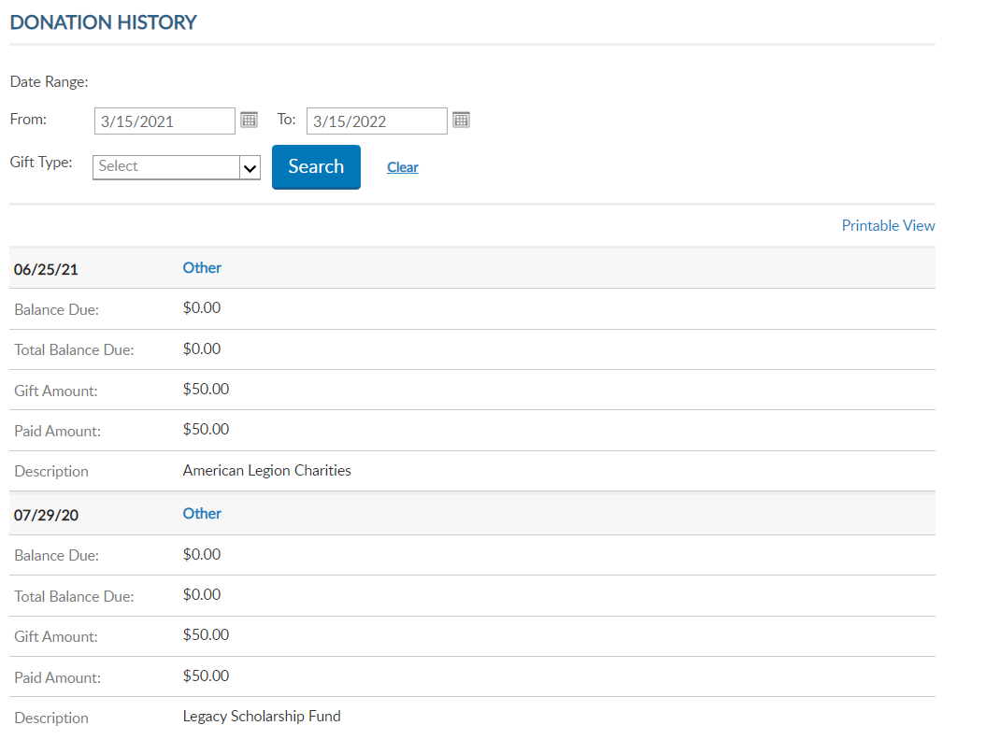 DONATION HISTORY
Date Range:
From: 3/15/2021 To: 3/15/2022
Gift Type: Select Search Clear
Printable View
06/25/21 Other
Balance Due: $0.00
Total Balance Due: $0.00
Gift Amount: $50.00
Paid Amount: $50.00
Description American Legion Charities
07/29/20 Other
Balance Due: $0.00
Total Balance Due: $0.00
Gift Amount: $50.00
Paid Amount: $50.00
Description Legacy Scholarship Fund